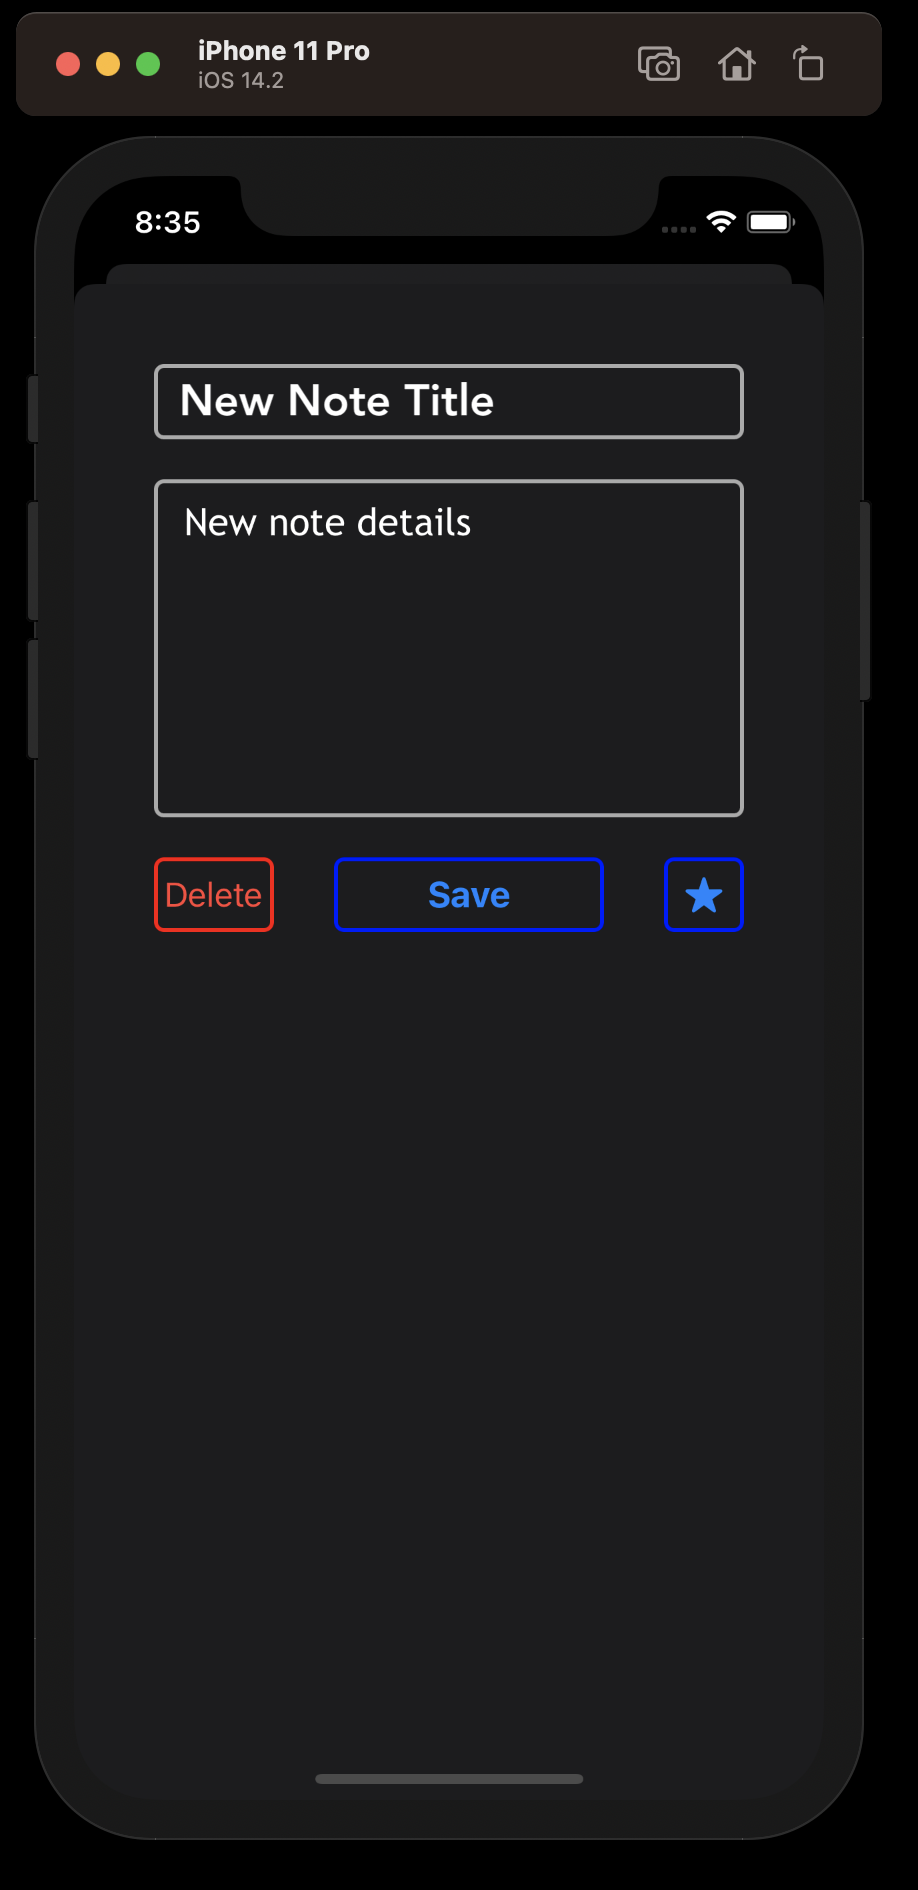 iPhone 11 Pro
iOS 14.2
8:35
New Note Title
New note details
Delete
Save